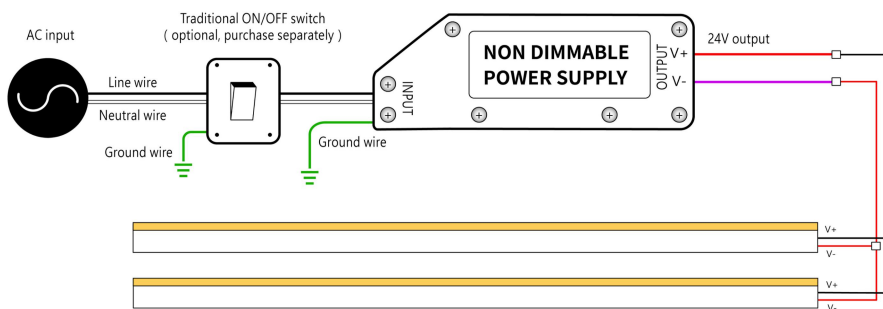 AC input
Traditional ON/OFF switch
( optional, purchase separately )
Line wire
Neutral wire
Ground wire
Ground wire
INPUT
NON DIMMABLE
POWER SUPPLY
OUTPUT
V+
V-
24V output
V+
V-
V+
V-